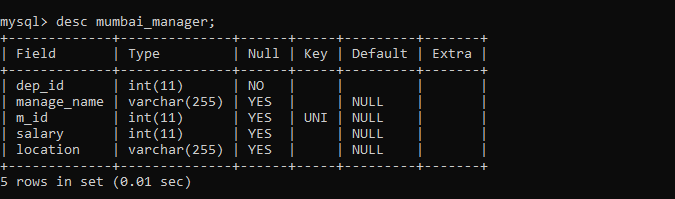 mysql> desc mumbai_manager;
+-------------+--------------+------+-----+---------+-------+
| Field       | Type         | Null | Key | Default | Extra |
+-------------+--------------+------+-----+---------+-------+
| dep_id      | int(11)      | NO   |     |         |       |
| manage_name | varchar(255) | YES  |     | NULL    |       |
| m_id        | int(11)      | YES  | UNI | NULL    |       |
| salary      | int(11)      | YES  |     | NULL    |       |
| location    | varchar(255) | YES  |     | NULL    |       |
+-------------+--------------+------+-----+---------+-------+
5 rows in set (0.01 sec)